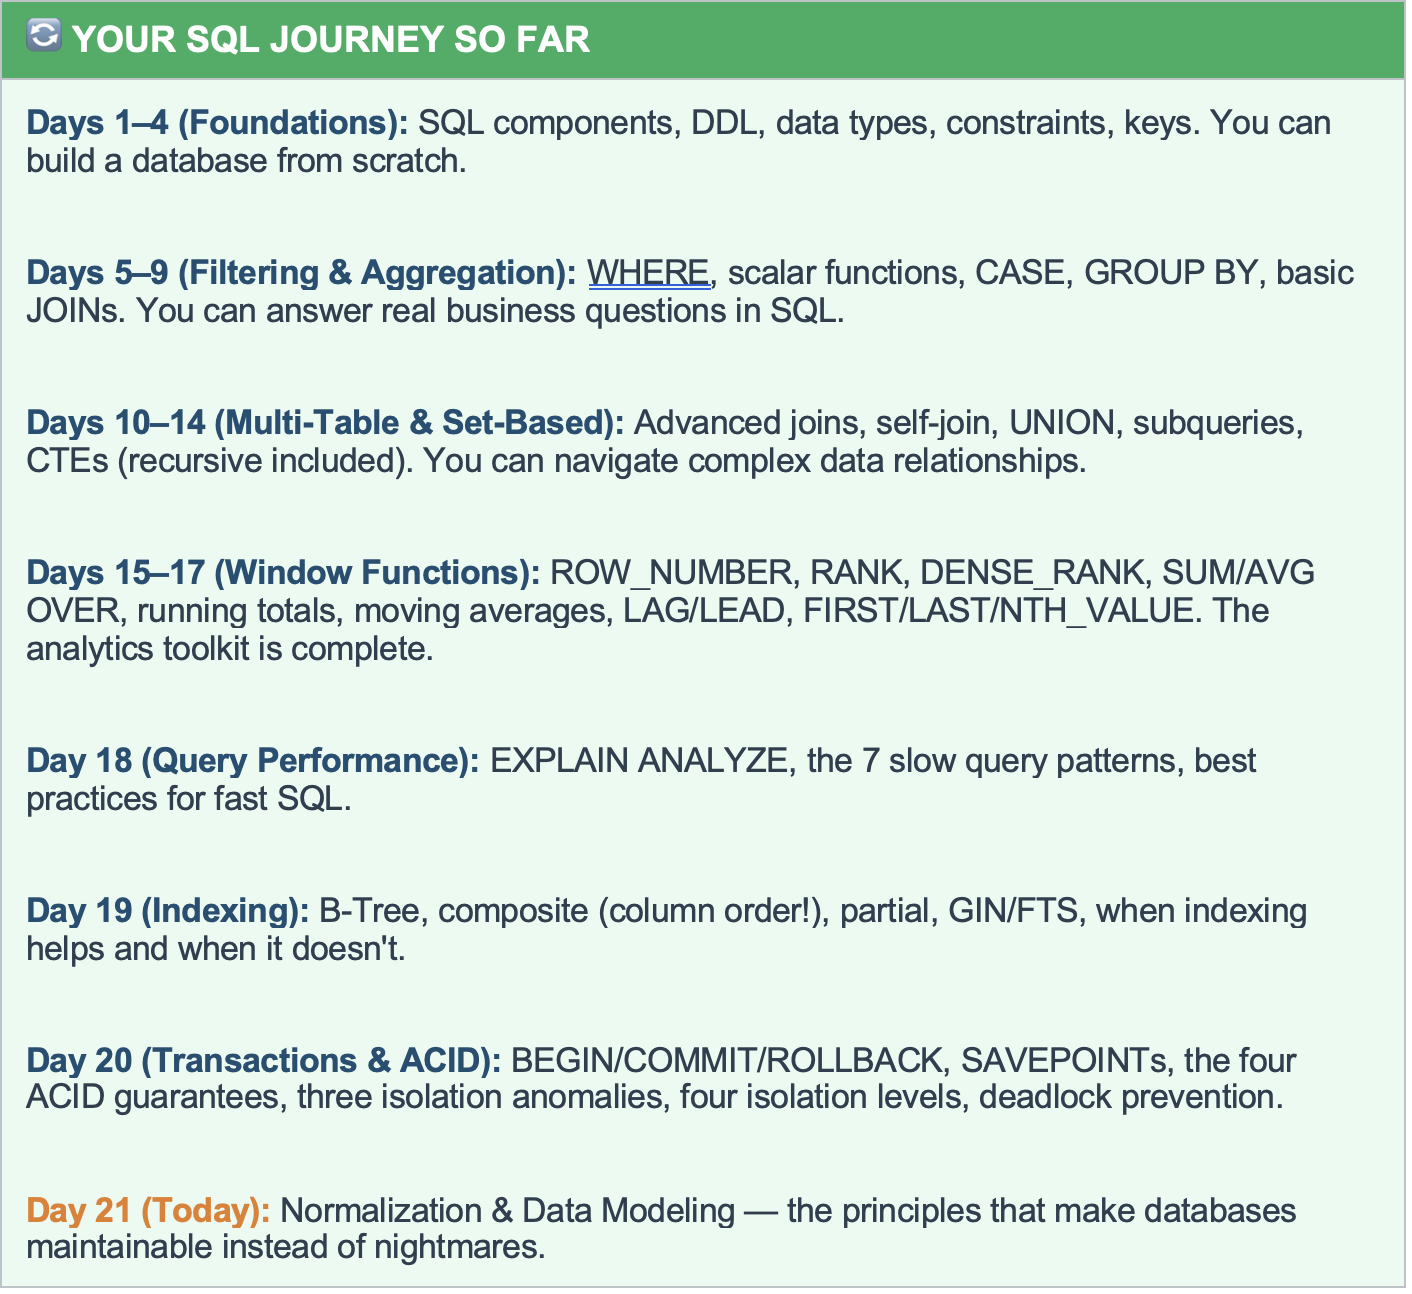 YOUR SQL JOURNEY SO FAR
Days 1–4 (Foundations): SQL components, DDL, data types, constraints, keys. You can
build a database from scratch.
Days 5–9 (Filtering & Aggregation): WHERE, scalar functions, CASE, GROUP BY, basic
JOINs. You can answer real business questions in SQL.
Days 10–14 (Multi-Table & Set-Based): Advanced joins, self-join, UNION, subqueries,
CTEs (recursive included). You can navigate complex data relationships.
Days 15–17 (Window Functions): ROW_NUMBER, RANK, DENSE_RANK, SUM/AVG
OVER, running totals, moving averages, LAG/LEAD, FIRST/LAST/NTH_VALUE. The
analytics toolkit is complete.
Day 18 (Query Performance): EXPLAIN ANALYZE, the 7 slow query patterns, best
practices for fast SQL.
Day 19 (Indexing): B-Tree, composite (column order!), partial, GIN/FTS, when indexing
helps and when it doesn't.
Day 20 (Transactions & ACID): BEGIN/COMMIT/ROLLBACK, SAVEPOINTs, the four
ACID guarantees, three isolation anomalies, four isolation levels, deadlock prevention.
Day 21 (Today): Normalization & Data Modeling — the principles that make databases
maintainable instead of nightmares.